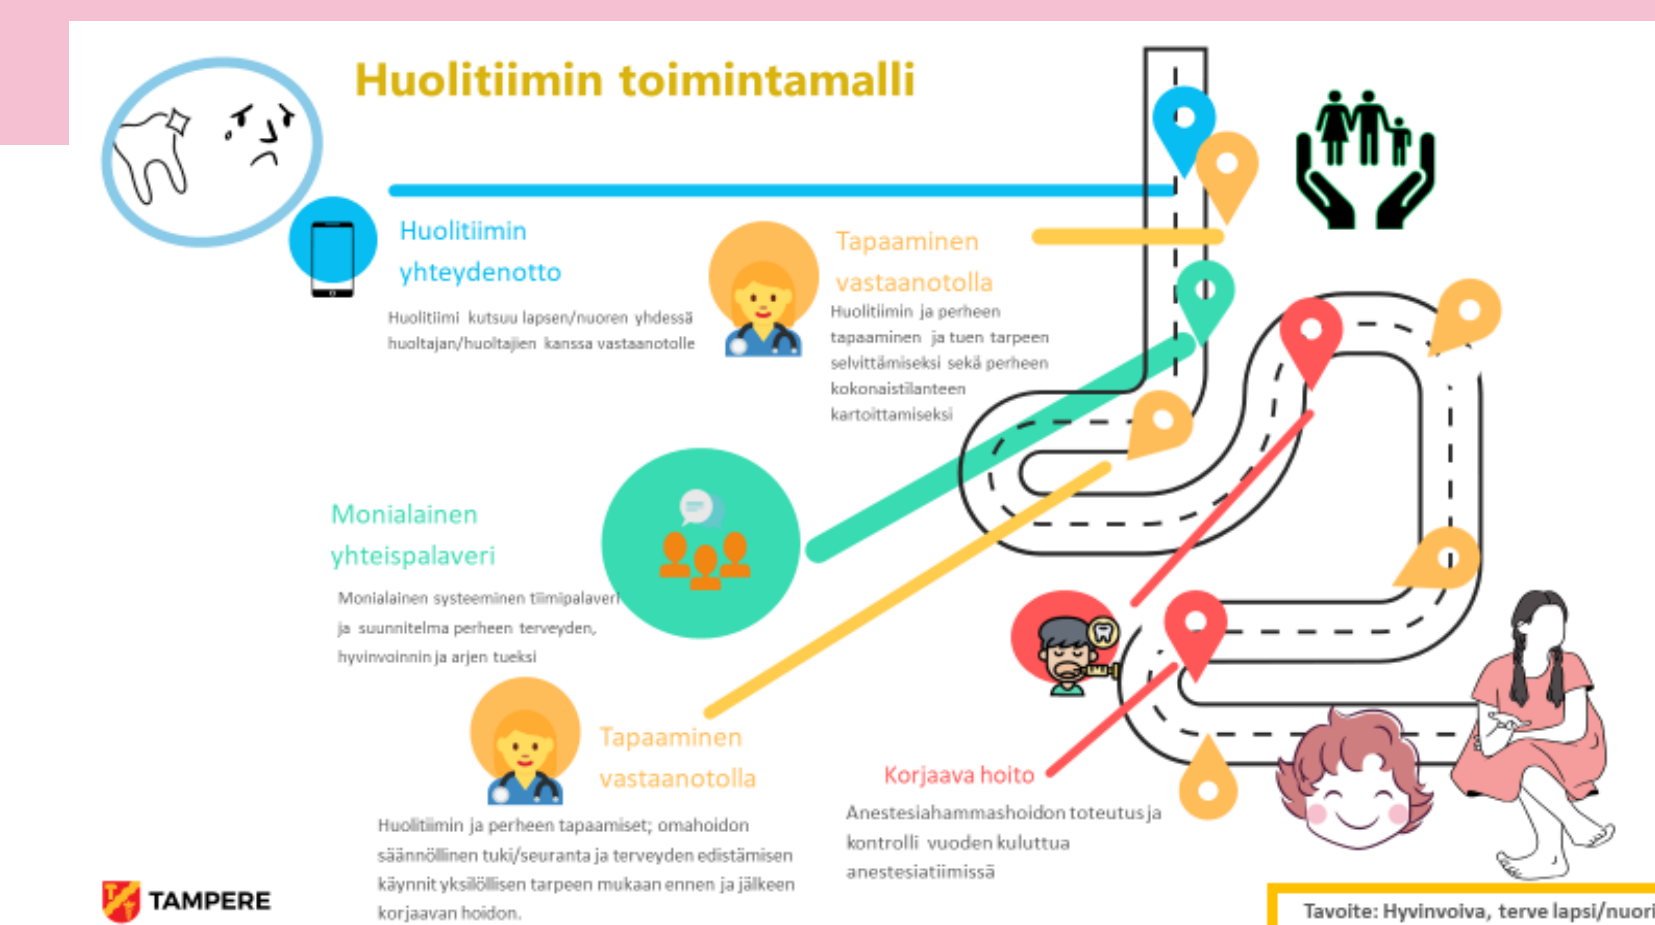 Huolitiimin toimintamalli
Huolitiimin
yhteydenotto
Huolitiimi kutsuu lapsen/nuoren yhdessä
huoltajan/huoltajien kanssa vastaanotolle
Tapaaminen
vastaanotolla
Huolitiimin ja perheen
tapaaminen ja tuen tarpeen
selvittämiseksi sekä perheen
kokonaistilanteen
kartoittamiseksi
Monialainen
yhteispalaveri
Monialainen systeeminen tiimipalaveri
ja suunnitelma perheen terveyden,
hyvinvoinnin ja arjen tueksi
Tapaaminen
vastaanotolla
Huolitiimin ja perheen tapaamiset; omahoidon
säännöllinen tuki/seuranta ja terveyden edistämisen
käynnit yksilöllisen tarpeen mukaan ennen ja jälkeen
korjaavan hoidon.
Korjaava hoito
Anestesiahammashoidon toteutus ja
kontrolli vuoden kuluttua
anestesiatiimissä
TAMPERE
Tavoite: Hyvinvoiva, terve lapsi/nuori